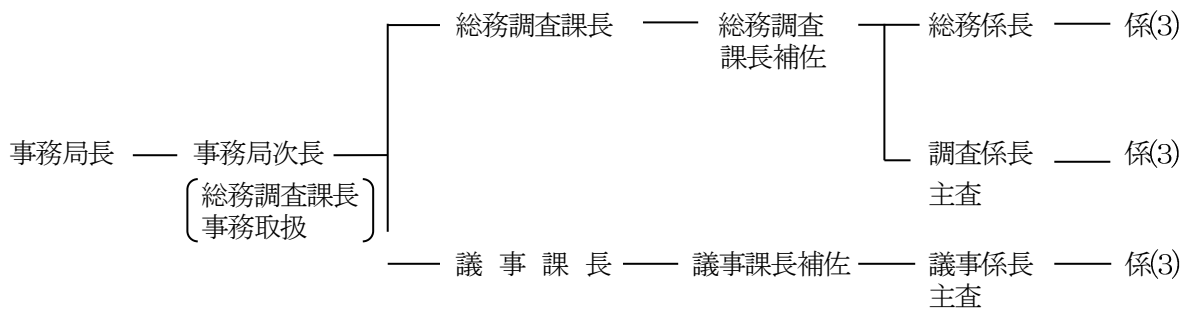 総務調査課長 総務調査 総務係長 係(3)
課長補佐
事務局長 事務局次長 調査係長 係(3)
総務調査課長 主査
事務取扱
議事課長 議事課長補佐 議事係長 係(3)
主査